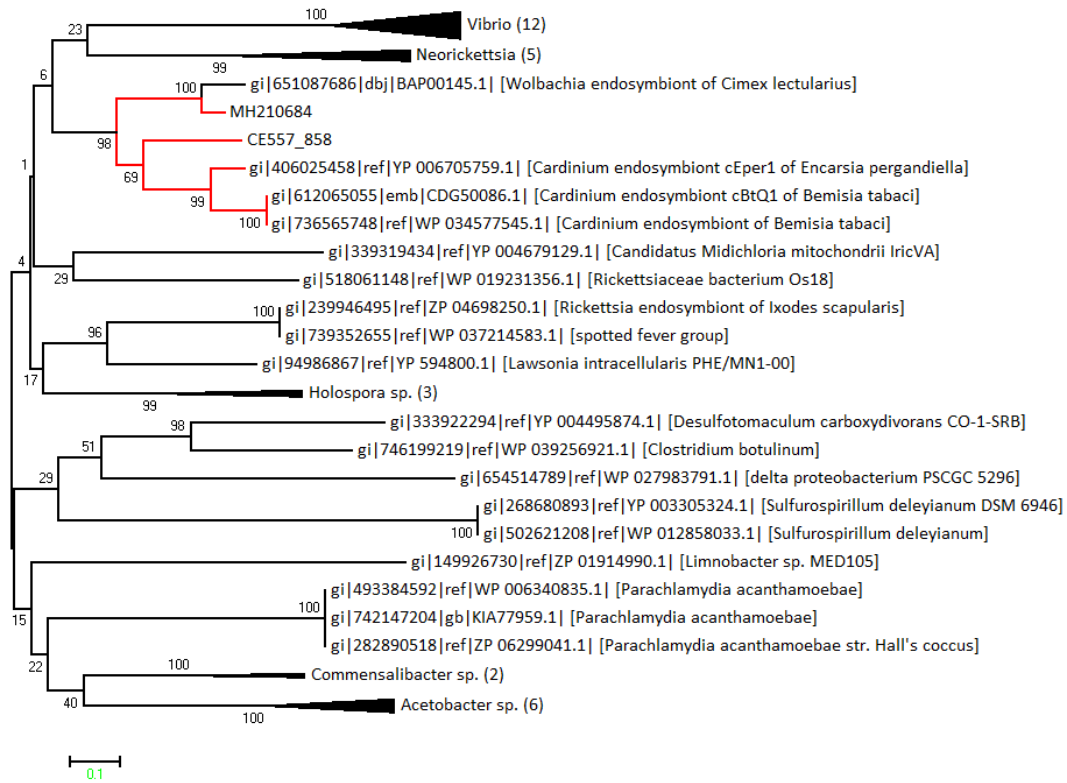 100
Vibrio (12)
23
Neorickettsia (5)
99
6
gi|651087686|dbj|BAP00145.1| [Wolbachia endosymbiont of Cimex lectularius]
100
MH210684
98
CE557_858
1
69
gi|406025458|ref|YP 006705759.1| [Cardinium endosymbiont cEper1 of Encarsia pergandiella]
99
gi|612065055|emb|CDG50086.1| [Cardinium endosymbiont cBtQ1 of Bemisia tabaci]
100
gi|736565748|ref|WP 034577545.1| [Cardinium endosymbiont of Bemisia tabaci]
4
gi|339319434|ref|YP 004679129.1| [Candidatus Midichloria mitochondrii IricVA]
29
gi|518061148|ref|WP 019231356.1| [Rickettsiaceae bacterium Os18]
gi|239946495|ref|ZP 04698250.1| [Rickettsia endosymbiont of Ixodes scapularis]
100
96
gi|739352655|ref|WP 037214583.1| [spotted fever group]
gi|94986867|ref|YP 594800.1| [Lawsonia intracellularis PHE/MN1-00]
17
Holospora sp. (3)
99
gi|333922294|ref|YP 004495874.1| [Desulfotomaculum carboxydivorans CO-1-SRB]
98
51
gi|746199219|ref|WP 039256921.1| [Clostridium botulinum]
29
gi|654514789|ref|WP 027983791.1| [delta proteobacterium PSCGC 5296]
gi|268680893|ref|YP 003305324.1| [Sulfurospirillum deleyianum DSM 6946]
100
gi|502621208|ref|WP 012858033.1| [Sulfurospirillum deleyianum]
gi|149926730|ref|ZP 01914990.1| [Limnobacter sp. MED105]
15
gi|493384592|ref|WP 006340835.1| [Parachlamydia acanthamoebae]
100
gi|742147204|gb|KIA77959.1| [Parachlamydia acanthamoebae]
gi|282890518|ref|ZP 06299041.1| [Parachlamydia acanthamoebae str. Hall's coccus]
22
100
Commensalibacter sp. (2)
40
Acetobacter sp. (6)
100
0.1